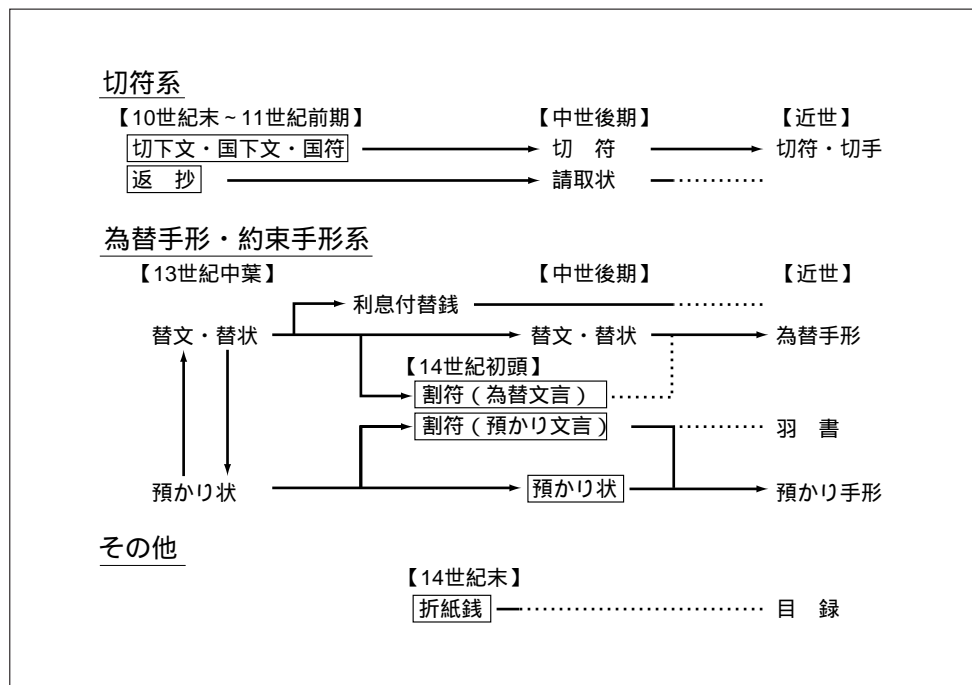 切符系
【10世紀末~11世紀前期】 【中世後期】 【近世】
切下文・国下文・国符 切　符 切符・切手
返　抄 請取状
為替手形・約束手形系
【13世紀中葉】 【中世後期】 【近世】
利息付替銭
替文・替状 替文・替状 為替手形
【14世紀初頭】
割符(為替文言)
割符(預かり文言) 羽　書
預かり状 預かり状 預かり手形
その他
【14世紀末】
折紙銭 目　録